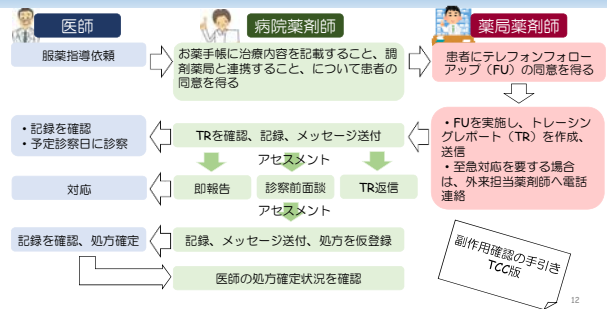 医師
病院薬剤師
薬局薬剤師
服薬指導依頼
お薬手帳に治療内容を記載すること、調
剤薬局と連携すること、について患者の
同意を得る
患者にテレフォンフォロー
アップ（FU）の同意を得る
・FUを実施し、トレーシン
グレポート（TR）を作成、
送信
・至急対応を要する場合
は、外来担当薬剤師へ電話
連絡
TRを確認、記録、メッセージ送付
・記録を確認
・予定診察日に診察
アセスメント
対応
即報告
診察前面談
TR返信
アセスメント
記録を確認、処方確定
記録、メッセージ送付、処方を仮登録
医師の処方確定状況を確認
副作用確認の手引き
TCC版
12